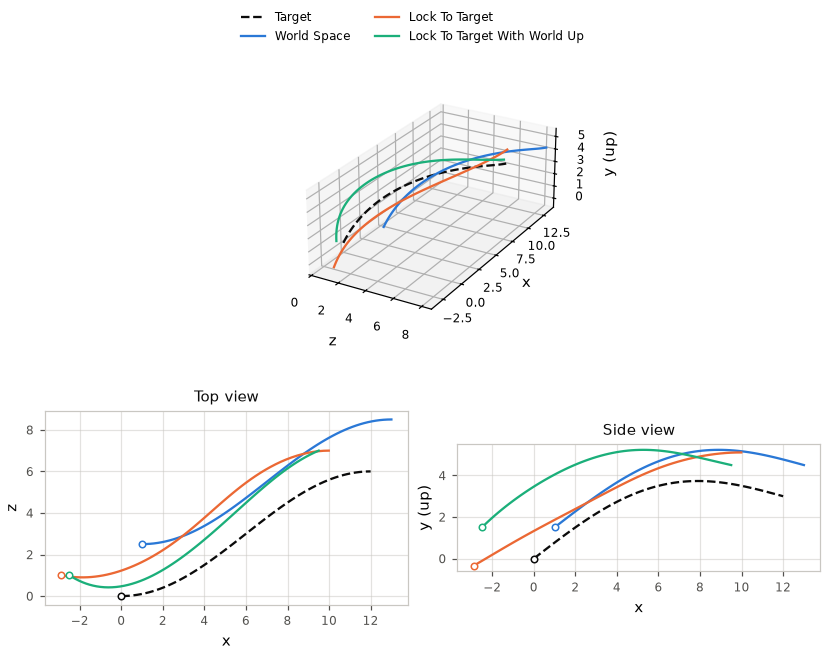 Target
World Space
Lock To Target
Lock To Target With World Up
5
4
3
2
1
0
y (up)
12.5
10.0
7.5
5.0
2.5
0.0
−2.5
x
0
2
4
6
8
z
Top view
8
6
4
2
0
z
−2 0 2 4 6 8 10 12
x
Side view
4
2
0
y (up)
−2 0 2 4 6 8 10 12
x